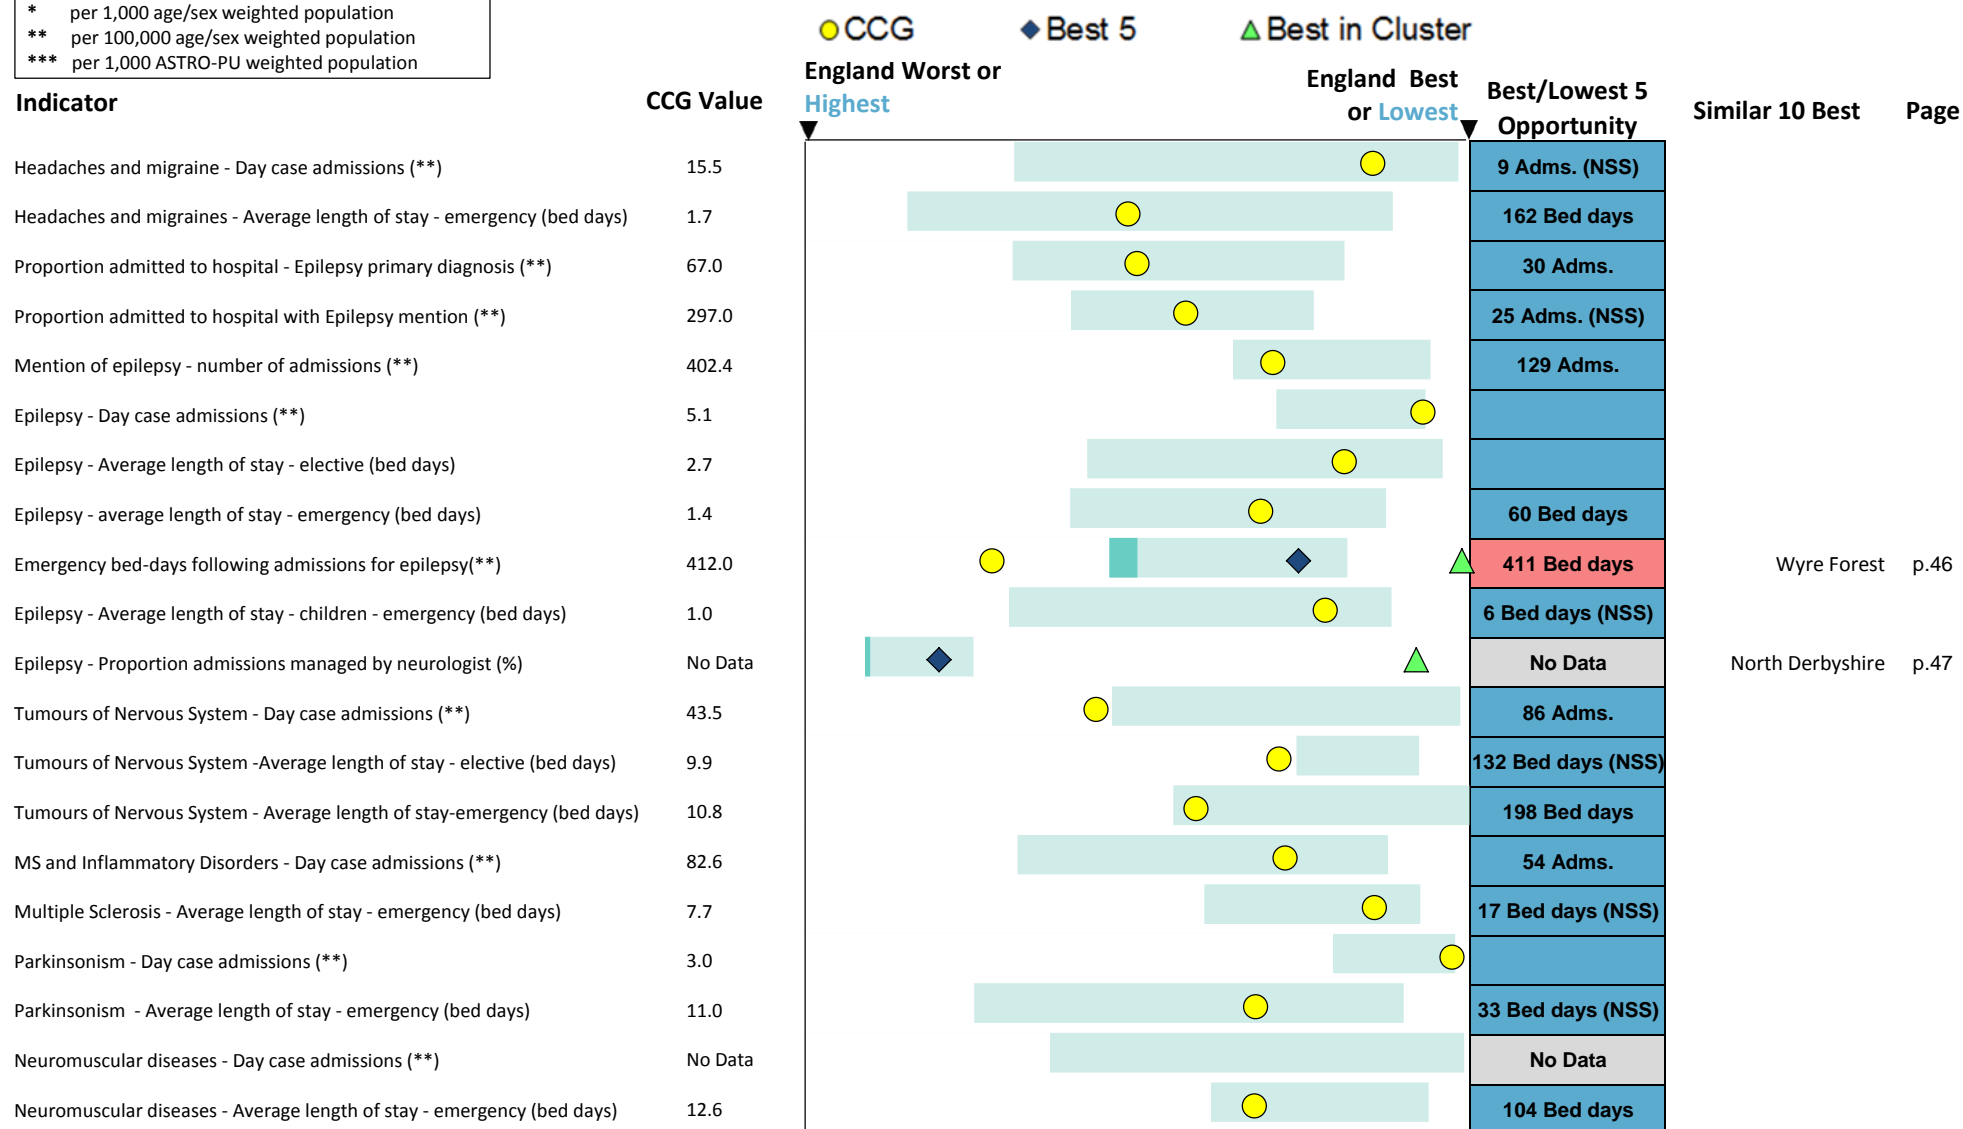 * per 1,000 age/sex weighted population
** per 100,000 age/sex weighted population
*** per 1,000 ASTRO-PU weighted population
CCG Best 5 Best in Cluster
Indicator CCG Value England Worst or Highest England Best or Lowest Best/Lowest 5 Opportunity Similar 10 Best Page
Headaches and migraine - Day case admissions (**) 15.5 9 Adms. (NSS)
Headaches and migraines - Average length of stay - emergency (bed days) 1.7 162 Bed days
Proportion admitted to hospital - Epilepsy primary diagnosis (**) 67.0 30 Adms.
Proportion admitted to hospital with Epilepsy mention (**) 297.0 25 Adms. (NSS)
Mention of epilepsy - number of admissions (**) 402.4 129 Adms.
Epilepsy - Day case admissions (**) 5.1
Epilepsy - Average length of stay - elective (bed days) 2.7
Epilepsy - average length of stay - emergency (bed days) 1.4 60 Bed days
Emergency bed-days following admissions for epilepsy(**) 412.0 411 Bed days Wyre Forest p.46
Epilepsy - Average length of stay - children - emergency (bed days) 1.0 6 Bed days (NSS)
Epilepsy - Proportion admissions managed by neurologist (%) No Data No Data North Derbyshire p.47
Tumours of Nervous System - Day case admissions (**) 43.5 86 Adms.
Tumours of Nervous System -Average length of stay - elective (bed days) 9.9 132 Bed days (NSS)
Tumours of Nervous System - Average length of stay-emergency (bed days) 10.8 198 Bed days
MS and Inflammatory Disorders - Day case admissions (**) 82.6 54 Adms.
Multiple Sclerosis - Average length of stay - emergency (bed days) 7.7 17 Bed days (NSS)
Parkinsonism - Day case admissions (**) 3.0
Parkinsonism - Average length of stay - emergency (bed days) 11.0 33 Bed days (NSS)
Neuromuscular diseases - Day case admissions (**) No Data No Data
Neuromuscular diseases - Average length of stay - emergency (bed days) 12.6 104 Bed days